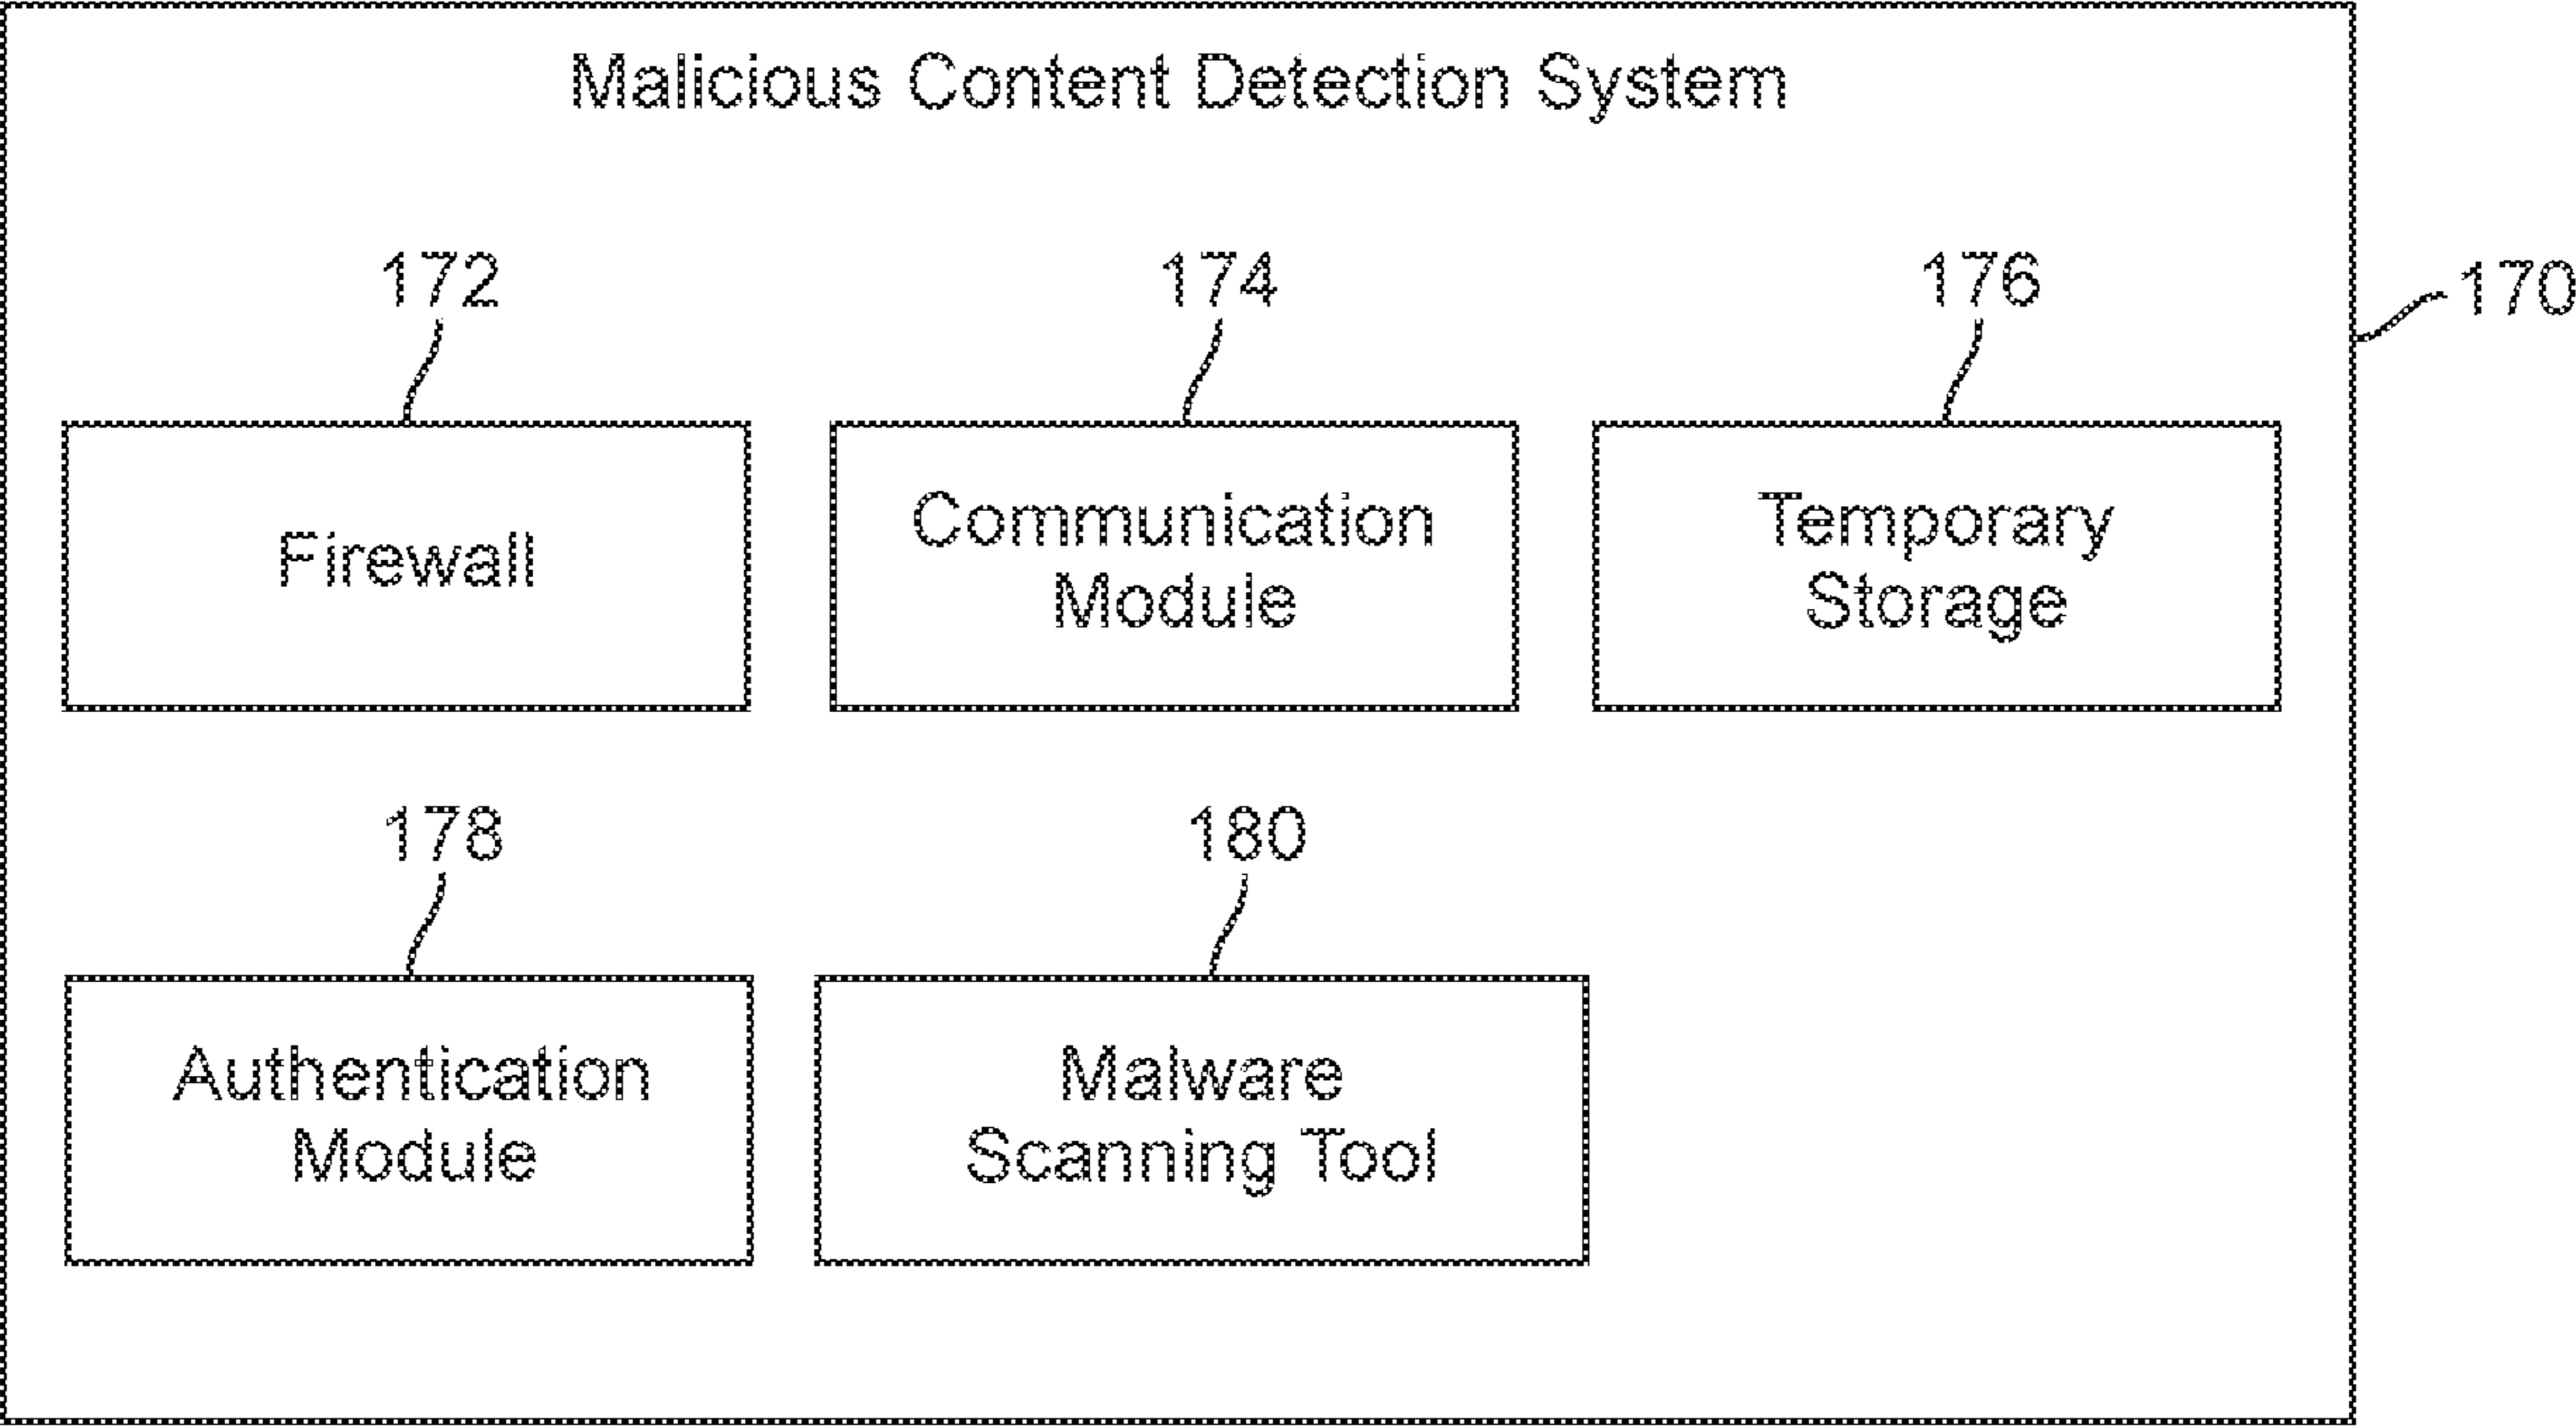 Malicious Content Detection System
172
174
176
170
Firewall
Communication
Module
Temporary
Storage
178
180
Authentication
Module
Malware
Scanning Tool